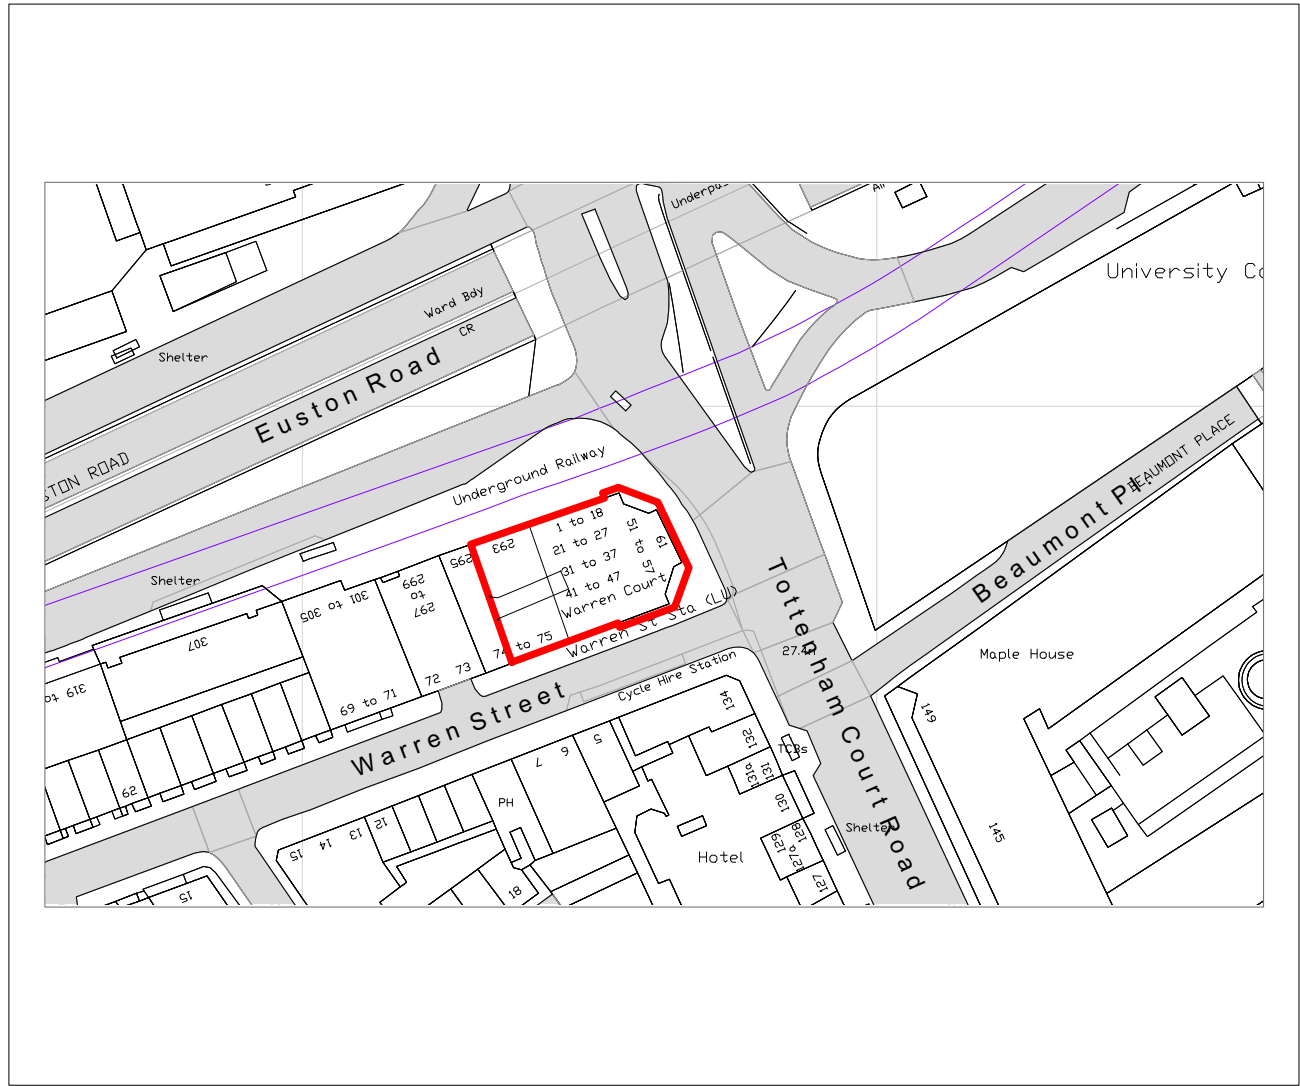 Underpa
Air
University Co
Ward Bdy
CR
Shelter
Euston Road
STON ROAD
BEAUMONT PLACE
Beaumont Pl.
Underground Railway
Shelter
293
295
1 to 18
21 to 27
31 to 37
41 to 47
Warren Court
51 to 57
61
299
to
297
301 to 305
307
319 to
74 to 75
73
72
69 to 71
Warren St Sta (LU)
Warren Street
Cycle Hire Station
Tottenham Court Road
27.4
Maple House
134
132
131a
131
130
TCBs
149
145
5
6
7
PH
12
13
14
15
62
Shelter
128
129
127a
127
Hotel
18
15